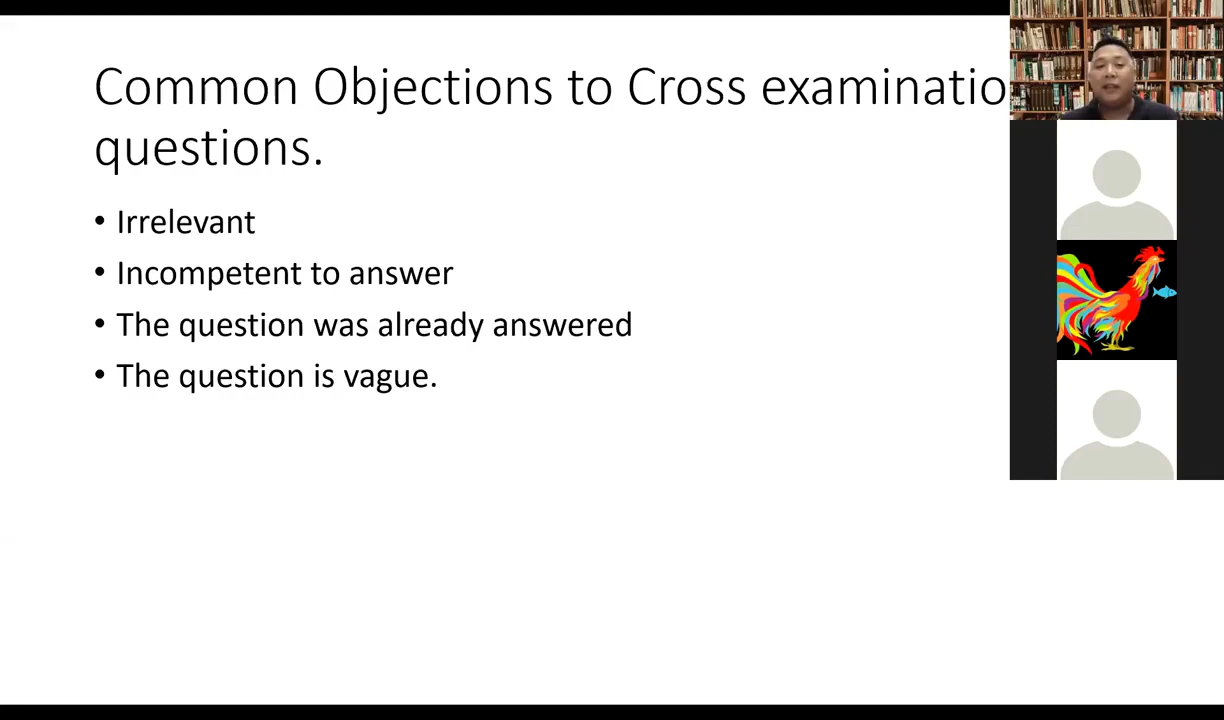 Common Objections to Cross examinatio
questions.
• Irrelevant
• Incompetent to answer
• The question was already answered
• The question is vague.